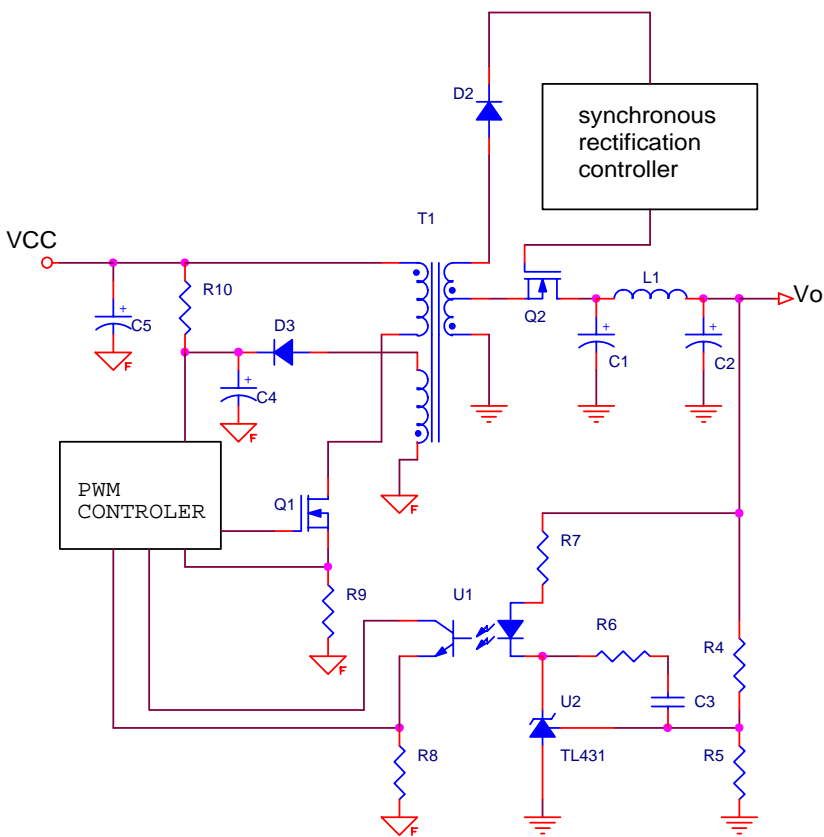 D2
synchronous
rectification
controller
T1
VCC
R10
L1
Vo
+
C5
D3
Q2
+
C1
+
C2
F
+
C4
F
PWM
CONTROLER
Q1
F
R7
R9
U1
R6
R4
F
U2
C3
TL431
R8
R5
F